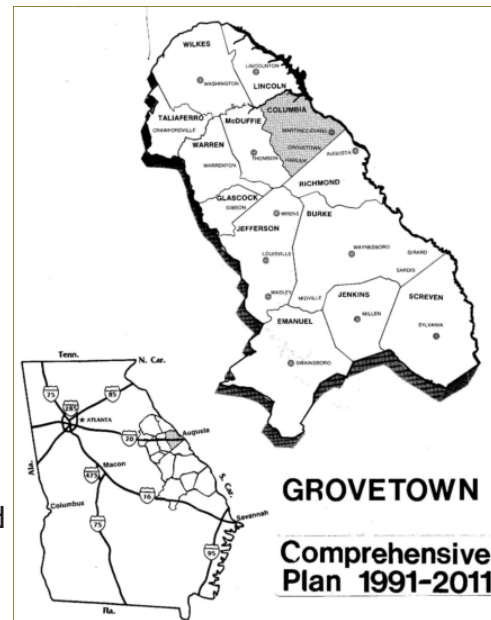 WILKES
LINCOLNTON
WASHINGTON
LINCOLN
COLUMBIA
TALIAFERRO
McDUFFIE
MARTINEZ-EVANS
CRAWFORDVILLE
WARREN
GROVETOWN
AUGUSTA
WARRENTON
THOMSON
HARLEM
RICHMOND
GLASCOCK
GIBSON
WRENS
BURKE
JEFFERSON
WAYNESBORO
GIRARD
LOUISVILLE
SARDIS
WADLEY
MIDVILLE
JENKINS
SCREVEN
EMANUEL
MILLEN
SYLVANIA
SWAINSBORO
Tenn.
N. Car.
75
85
285
ATLANTA
20
Augusta
Ala.
Macon
S. Car.
475
16
Columbus
Savannah
75
95
Fla.
GROVETOWN
Comprehensive
Plan 1991-2011